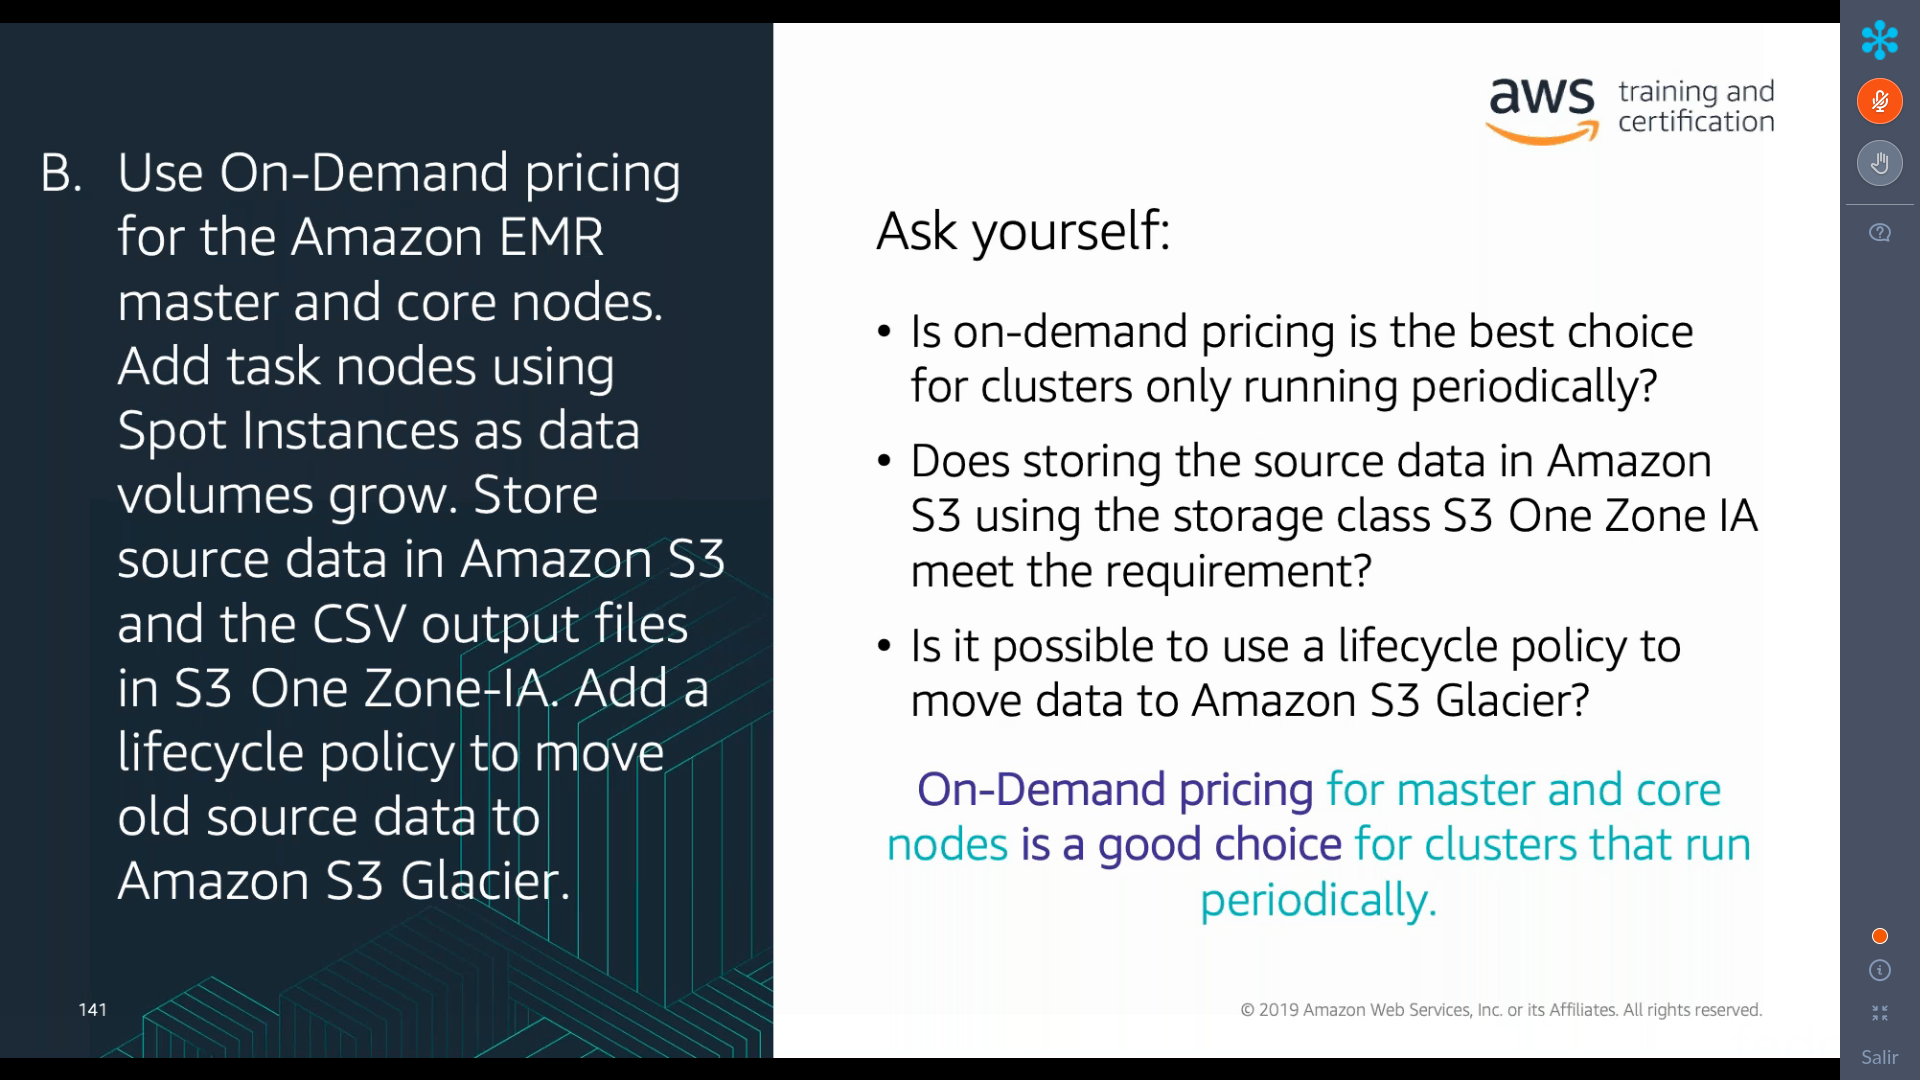 B. Use On-Demand pricing
for the Amazon EMR
master and core nodes.
Add task nodes using
Spot Instances as data
volumes grow. Store
source data in Amazon S3
and the CSV output files
in S3 One Zone-IA. Add a
lifecycle policy to move
old source data to
Amazon S3 Glacier.
141
aws training and
certification
Ask yourself:
• Is on-demand pricing is the best choice
for clusters only running periodically?
• Does storing the source data in Amazon
S3 using the storage class S3 One Zone IA
meet the requirement?
• Is it possible to use a lifecycle policy to
move data to Amazon S3 Glacier?
On-Demand pricing for master and core
nodes is a good choice for clusters that run
periodically.
© 2019 Amazon Web Services, Inc. or its Affiliates. All rights reserved.
Salir